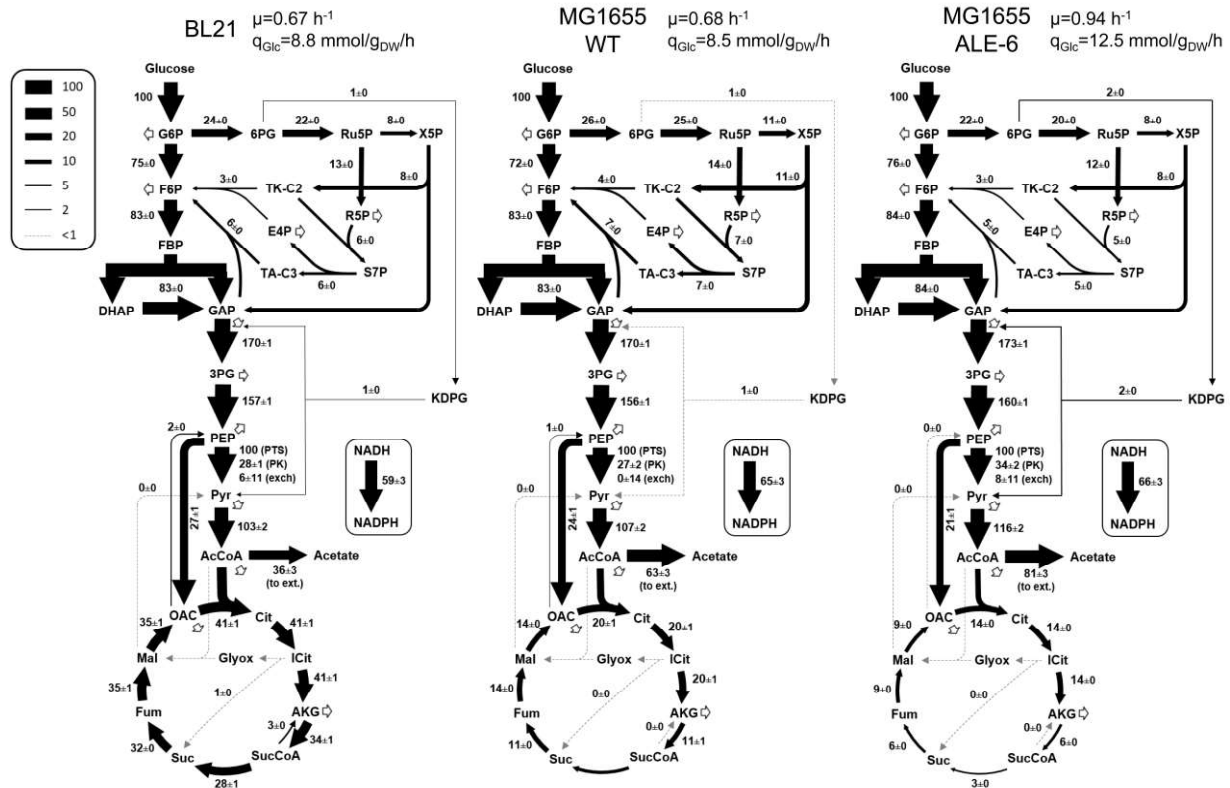 BL21
μ=0.67 h-1
qGlc=8.8 mmol/gDW/h
100
50
20
10
5
2
<1
Glucose
100
1±0
G6P
24±0
6PG
22±0
Ru5P
8±0
X5P
75±0
13±0
F6P
3±0
TK-C2
8±0
83±0
6±0
E4P
R5P
6±0
FBP
TA-C3
6±0
S7P
83±0
DHAP
GAP
170±1
3PG
157±1
1±0
KDPG
2±0
PEP
100 (PTS)
28±1 (PK)
6±11 (exch)
NADH
59±3
NADPH
0±0
27±1
Pyr
103±2
AcCoA
Acetate
36±3
(to ext.)
OAC
41±1
Cit
35±1
41±1
Mal
Glyox
ICit
35±1
1±0
41±1
Fum
AKG
3±0
34±1
32±0
Suc
SucCoA
28±1
MG1655
WT
μ=0.68 h-1
qGlc=8.5 mmol/gDW/h
Glucose
100
1±0
G6P
26±0
6PG
25±0
Ru5P
11±0
X5P
72±0
14±0
F6P
4±0
TK-C2
11±0
83±0
7±0
E4P
R5P
7±0
FBP
TA-C3
7±0
S7P
83±0
DHAP
GAP
170±1
3PG
156±1
1±0
KDPG
1±0
PEP
100 (PTS)
27±2 (PK)
0±14 (exch)
NADH
65±3
NADPH
0±0
24±1
Pyr
107±2
AcCoA
Acetate
63±3
(to ext.)
OAC
20±1
Cit
14±0
20±1
Mal
Glyox
ICit
14±0
0±0
20±1
Fum
AKG
0±0
11±1
11±0
Suc
SucCoA
MG1655
ALE-6
μ=0.94 h-1
qGlc=12.5 mmol/gDW/h
Glucose
100
2±0
G6P
22±0
6PG
20±0
Ru5P
8±0
X5P
76±0
12±0
F6P
3±0
TK-C2
8±0
84±0
5±0
E4P
R5P
5±0
FBP
TA-C3
5±0
S7P
84±0
DHAP
GAP
173±1
3PG
160±1
2±0
KDPG
0±0
PEP
100 (PTS)
34±2 (PK)
8±11 (exch)
NADH
66±3
NADPH
0±0
21±1
Pyr
116±2
AcCoA
Acetate
81±3
(to ext.)
OAC
14±0
Cit
9±0
14±0
Mal
Glyox
ICit
9±0
0±0
14±0
Fum
AKG
0±0
6±0
6±0
Suc
SucCoA
3±0